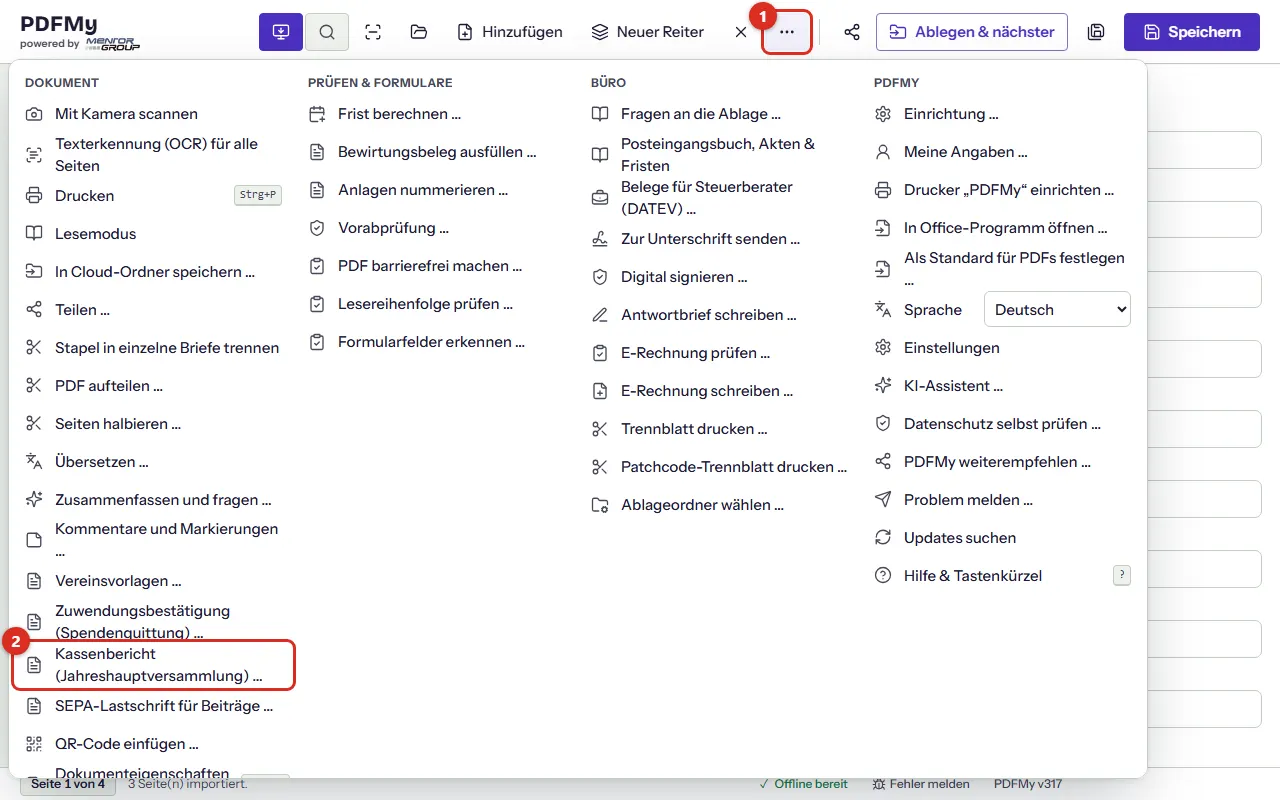 PDFMy
powered by MENTOR GROUP
Hinzufügen
Neuer Reiter
1
...
Ablegen & nächster
Speichern
DOKUMENT
Mit Kamera scannen
Texterkennung (OCR) für alle
Seiten
Drucken
Strg+P
Lesemodus
In Cloud-Ordner speichern ...
Teilen ...
Stapel in einzelne Briefe trennen
PDF aufteilen ...
Seiten halbieren ...
Übersetzen ...
Zusammenfassen und fragen ...
Kommentare und Markierungen
...
Vereinsvorlagen ...
Zuwendungsbestätigung
(Spendenquittung) ...
2
Kassenbericht
(Jahreshauptversammlung) ...
SEPA-Lastschrift für Beiträge ...
QR-Code einfügen ...
Dokumenteigenschaften
PRÜFEN & FORMULARE
Frist berechnen ...
Bewirtungsbeleg ausfüllen ...
Anlagen nummerieren ...
Vorabprüfung ...
PDF barrierefrei machen ...
Lesereihenfolge prüfen ...
Formularfelder erkennen ...
BÜRO
Fragen an die Ablage ...
Posteingangsbuch, Akten &
Fristen
Belege für Steuerberater
(DATEV) ...
Zur Unterschrift senden ...
Digital signieren ...
Antwortbrief schreiben ...
E-Rechnung prüfen ...
E-Rechnung schreiben ...
Trennblatt drucken ...
Patchcode-Trennblatt drucken ...
Ablageordner wählen ...
PDFMY
Einrichtung ...
Meine Angaben ...
Drucker „PDFMy“ einrichten ...
In Office-Programm öffnen ...
Als Standard für PDFs festlegen
...
Sprache
Deutsch
Einstellungen
KI-Assistent ...
Datenschutz selbst prüfen ...
PDFMy weiterempfehlen ...
Problem melden ...
Updates suchen
Hilfe & Tastenkürzel
?
Seite 1 von 4
3 Seite(n) importiert.
✓ Offline bereit
Fehler melden
PDFMy v317